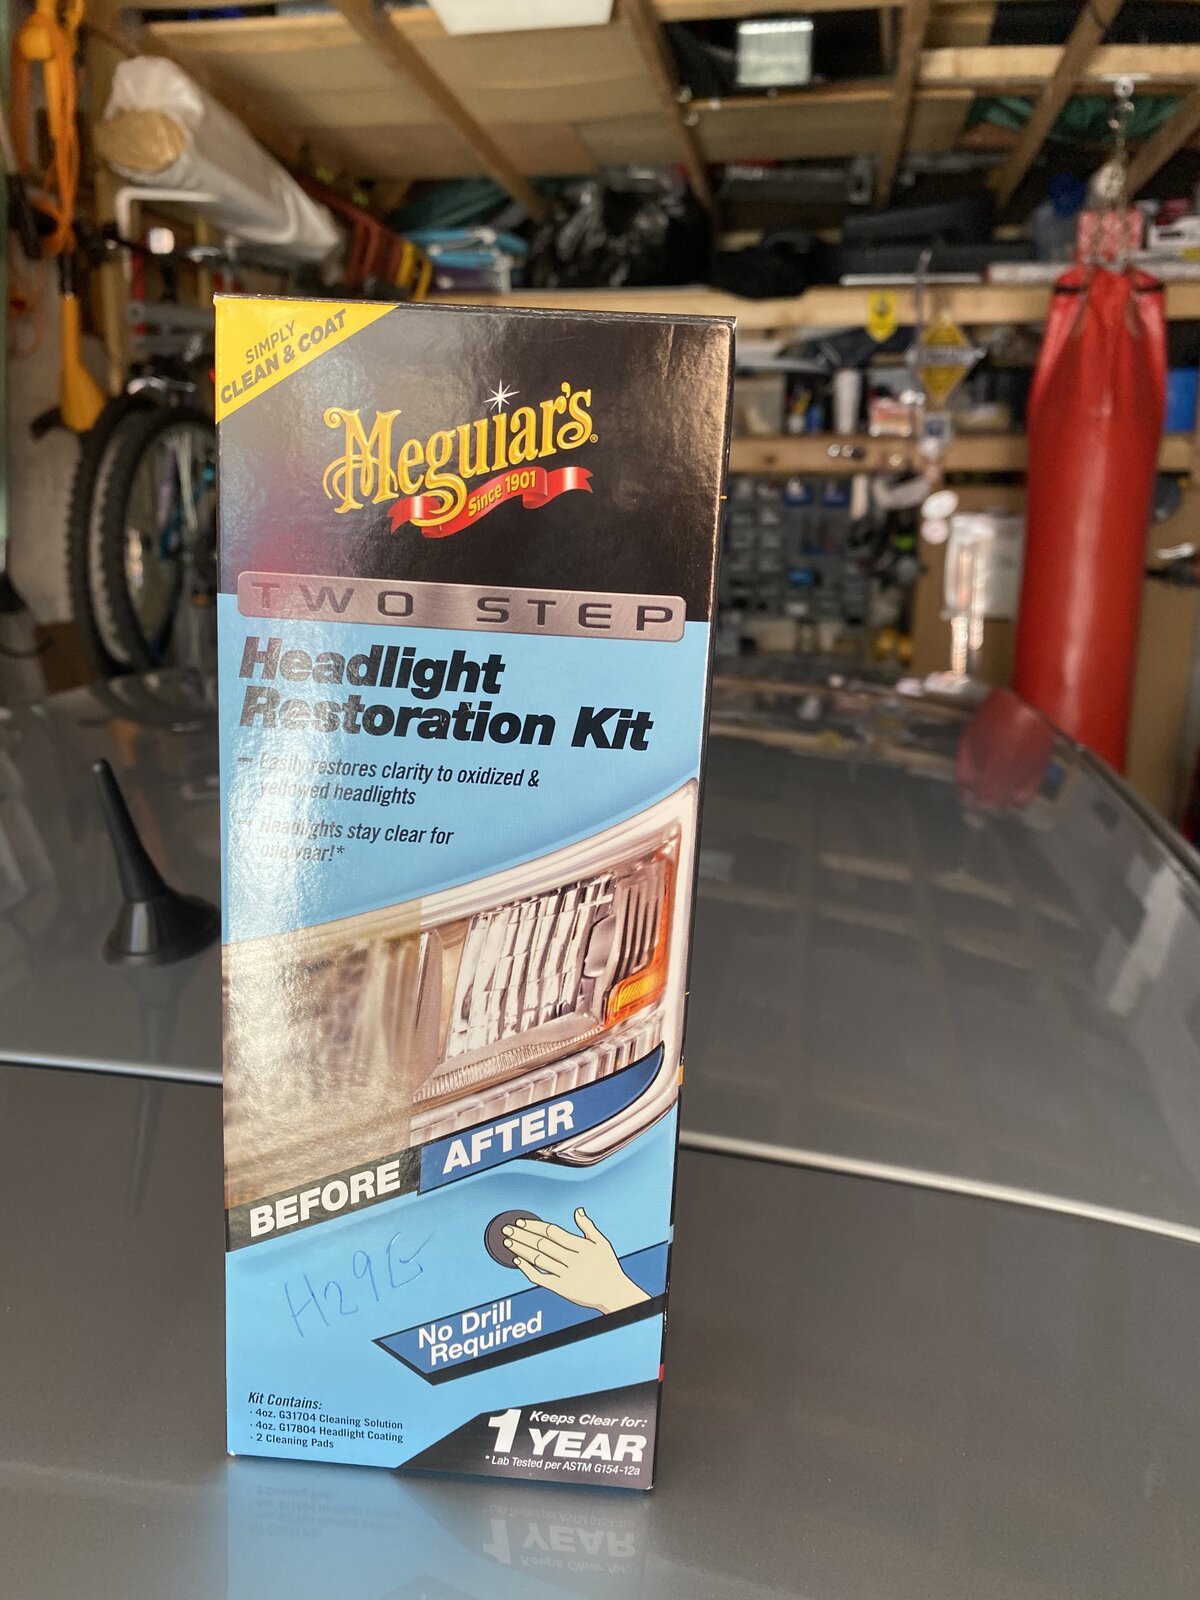 SIMPLY
CLEAN & COAT
Meguiar's
Since 1901
TWO STEP
Headlight
Restoration Kit
– Easily restores clarity to oxidized &
yellowed headlights
– Headlights stay clear for
one year!*
BEFORE
AFTER
H29E
No Drill
Required
Kit Contains:
· 4oz. G31704 Cleaning Solution
· 4oz. G17804 Headlight Coating
· 2 Cleaning Pads
Keeps Clear for:
1 YEAR
* Lab Tested per ASTM G154-12a